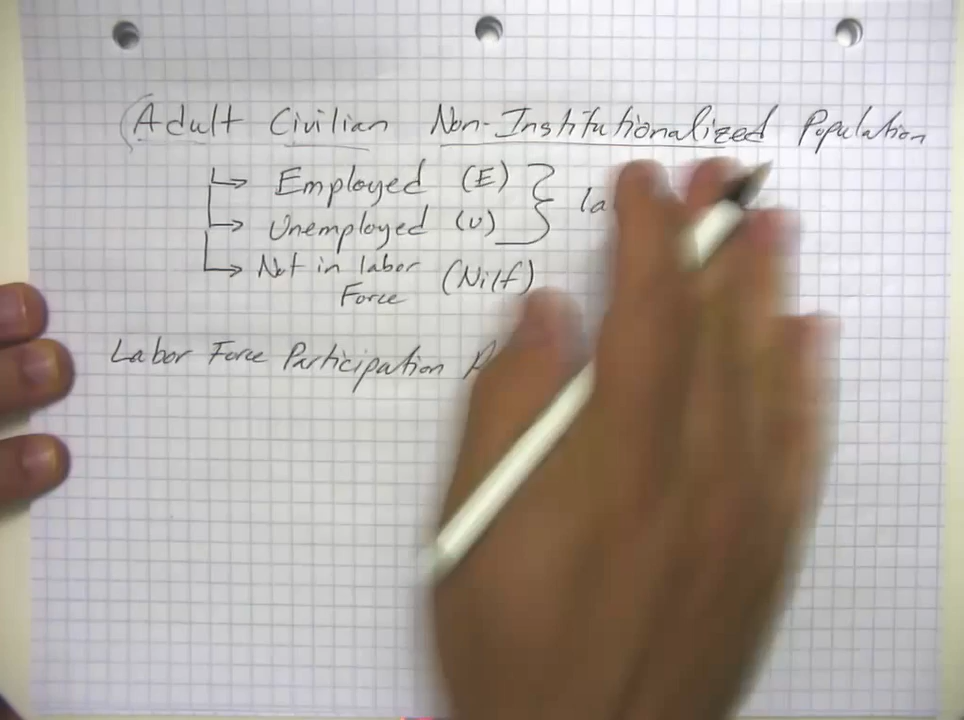 Adult Civilian Non-Institutionalized Population
Employed (E)
Unemployed (U)
Not in labor (Nilf)
Force
Labor Force Participation